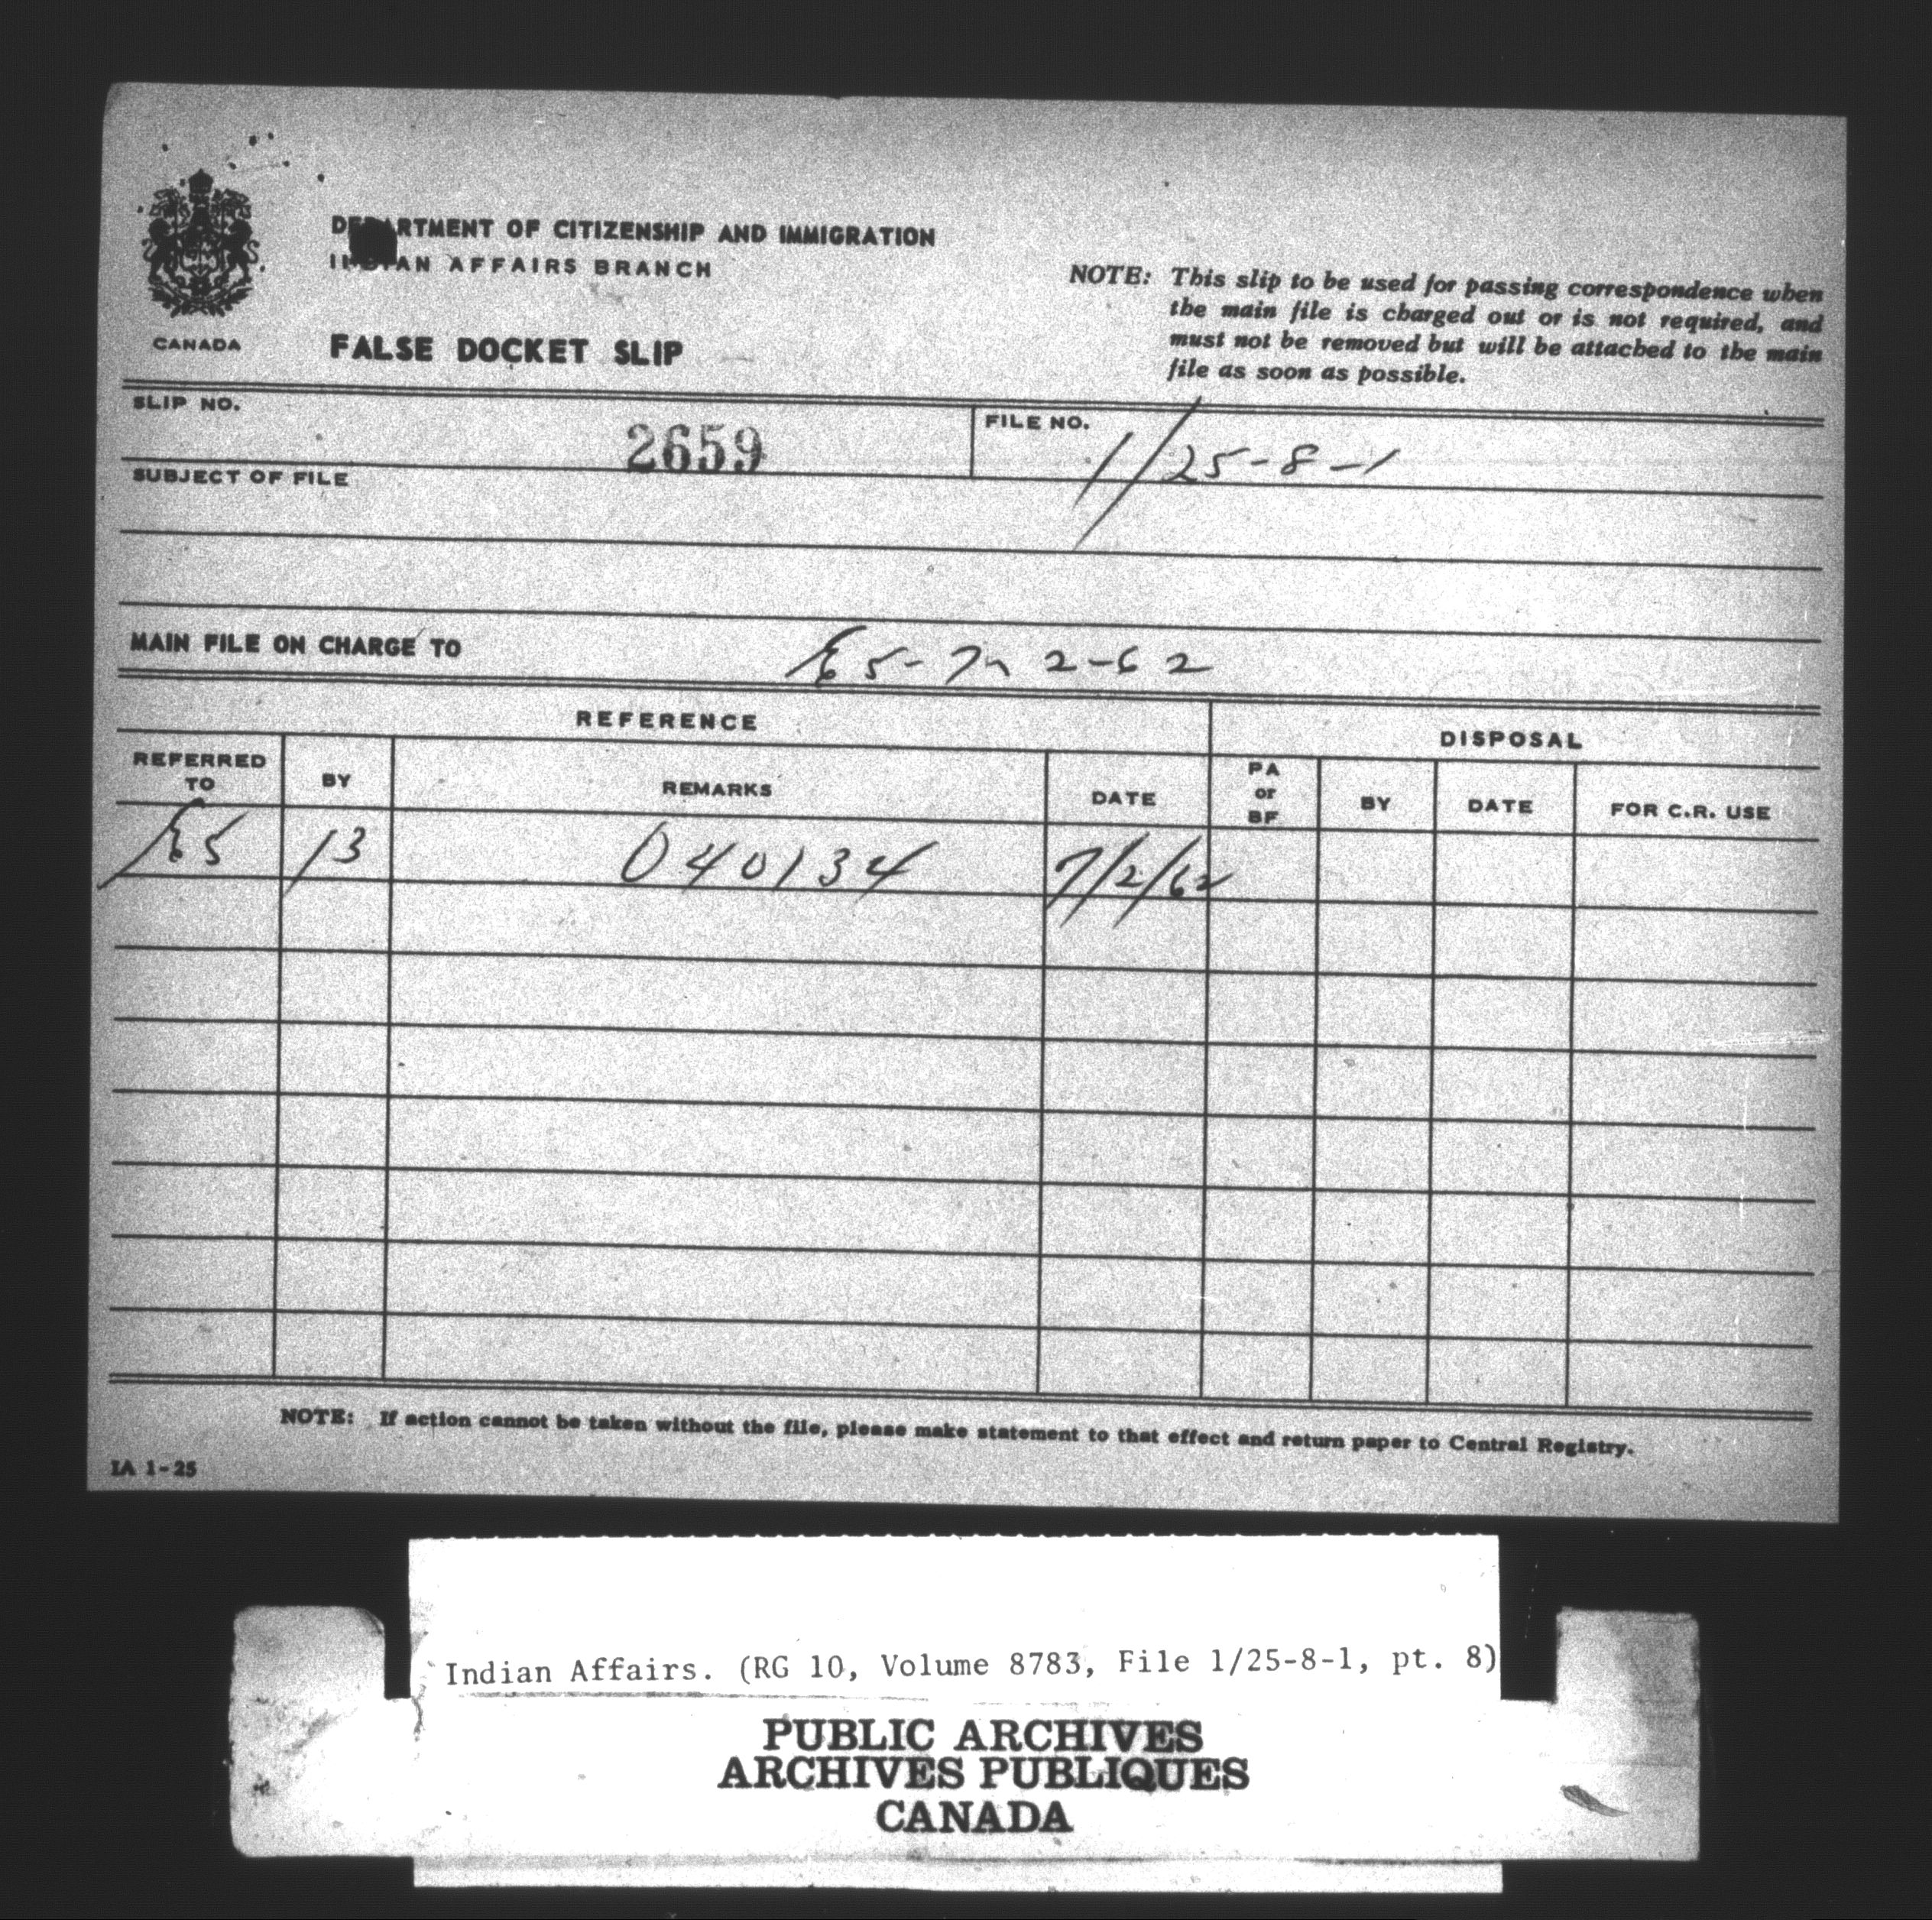 DEPARTMENT OF CITIZENSHIP AND IMMIGRATION
INDIAN AFFAIRS BRANCH
CANADA
FALSE DOCKET SLIP
NOTE: This slip to be used for passing correspondence when
the main file is charged out or is not required, and
must not be removed but will be attached to the main
file as soon as possible.
SLIP NO. 2659
FILE NO. 1/25-8-1
SUBJECT OF FILE
MAIN FILE ON CHARGE TO E5- 2-62
REFERENCE
DISPOSAL
REFERRED TO
BY
REMARKS
DATE
PA or BF
BY
DATE
FOR C.R. USE
E5 13 040134 7/2/62
NOTE: If action cannot be taken without the file, please make statement to that effect and return paper to Central Registry.
IA 1-25
Indian Affairs. (RG 10, Volume 8783, File 1/25-8-1, pt. 8)
PUBLIC ARCHIVES
ARCHIVES PUBLIQUES
CANADA